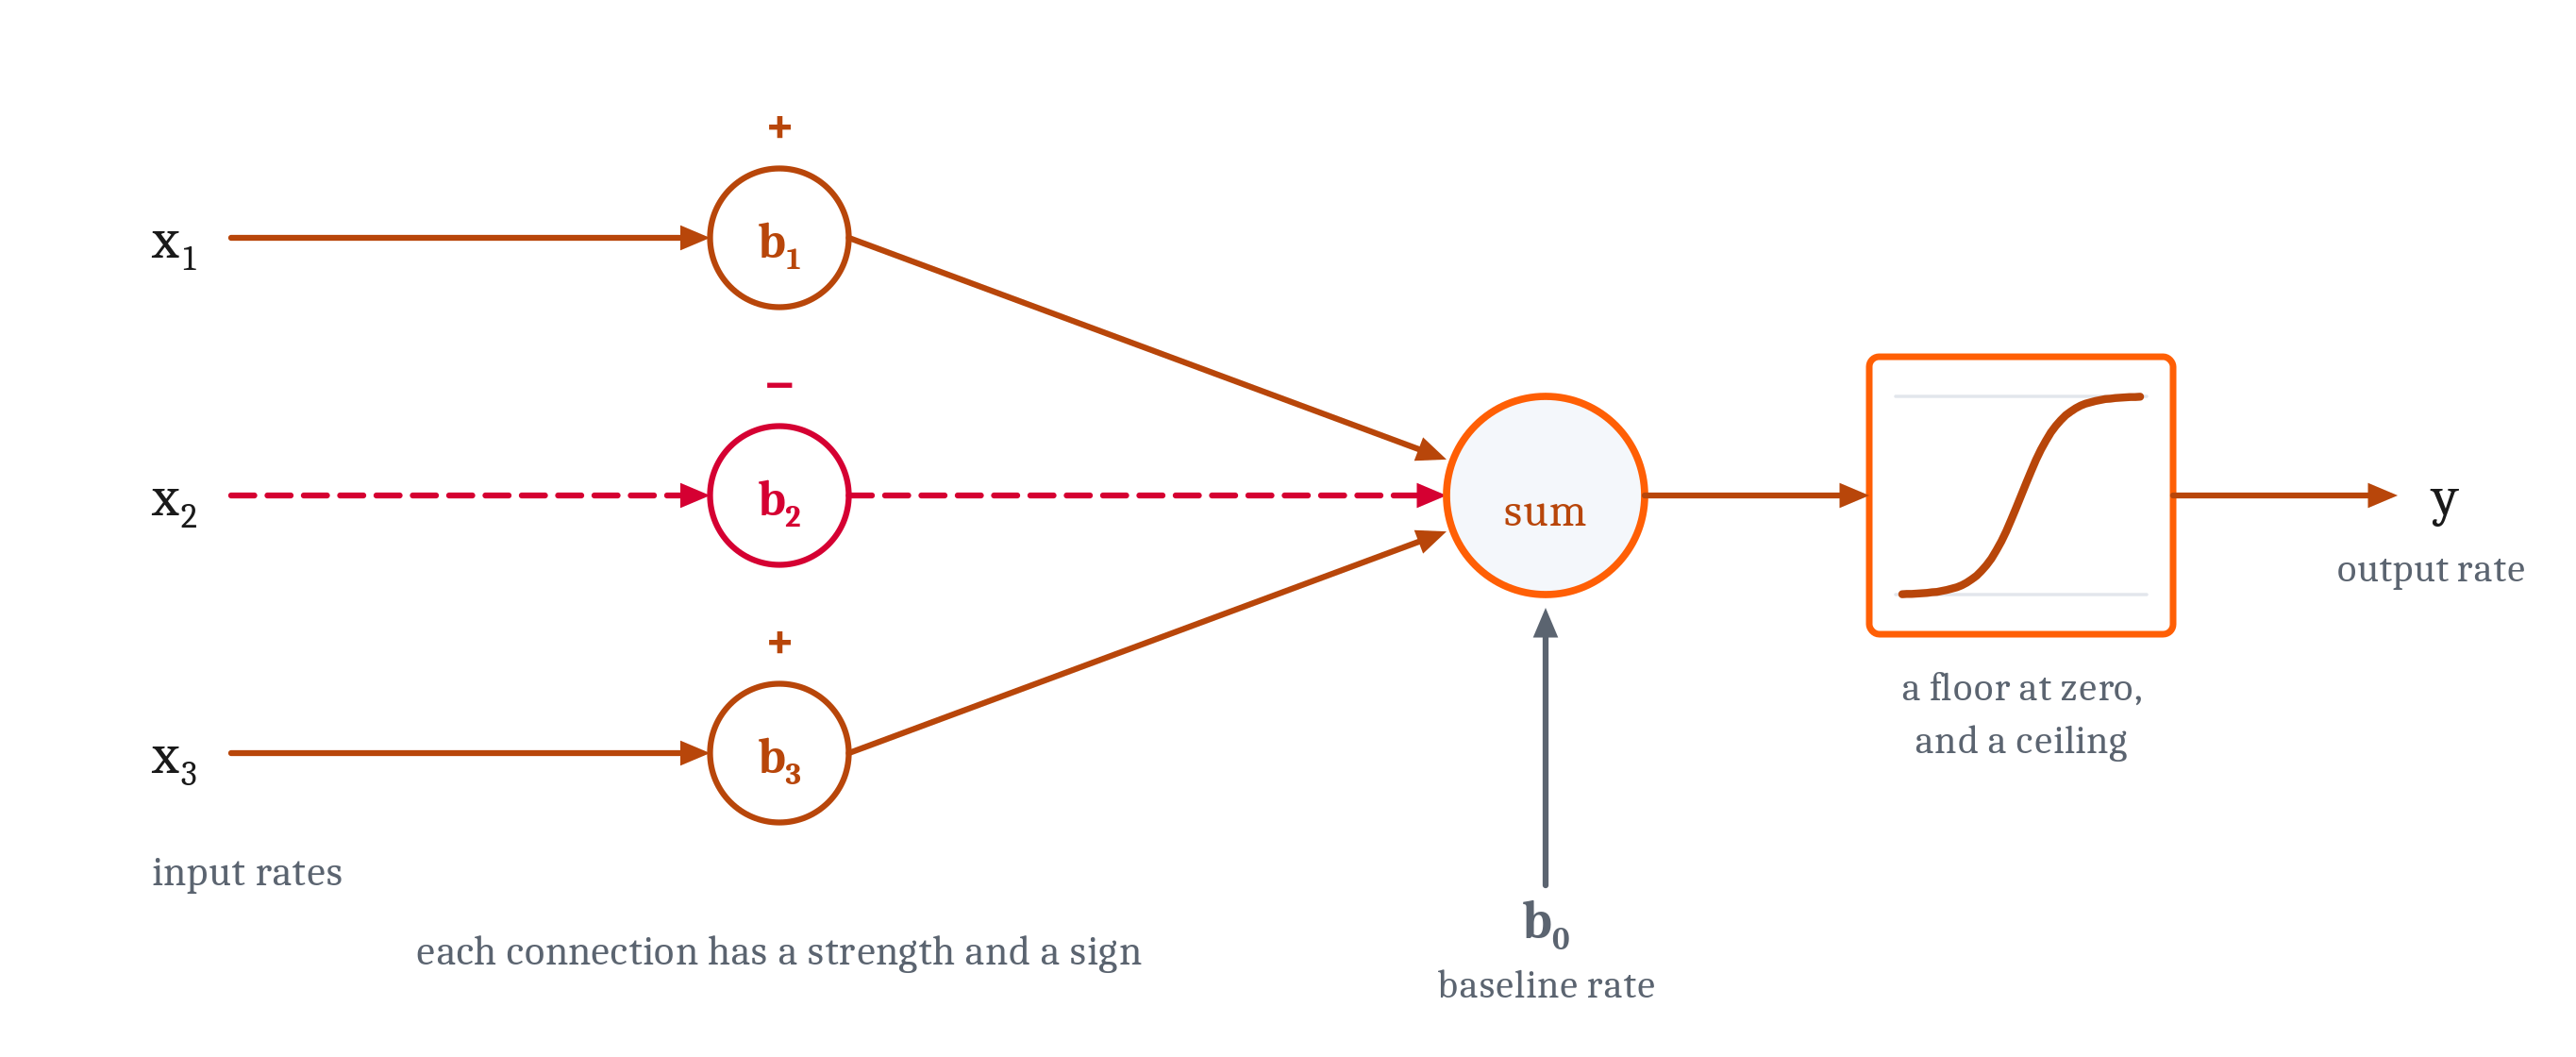 +
x₁
b₁
−
x₂
b₂
sum
y
output rate
+
x₃
b₃
a floor at zero,
and a ceiling
input rates
b₀
each connection has a strength and a sign
baseline rate